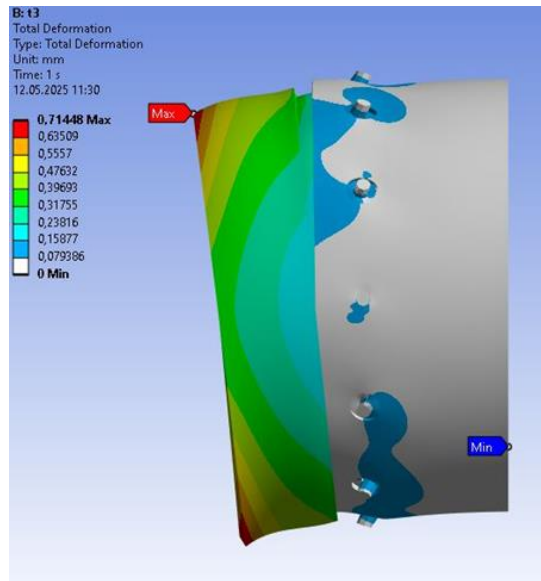 B: t3
Total Deformation
Type: Total Deformation
Unit: mm
Time: 1 s
12.05.2025 11:30
0,71448 Max
0,63509
0,5557
0,47632
0,39693
0,31755
0,23816
0,15877
0,079386
0 Min
Max
Min